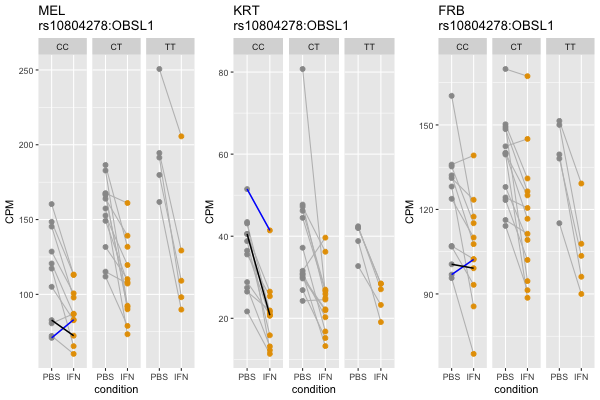 MEL
rs10804278:OBSL1
CC CT TT
250
200
150
100
CPM
PBS IFN PBS IFN PBS IFN
condition
KRT
rs10804278:OBSL1
CC CT TT
80
60
40
20
CPM
PBS IFN PBS IFN PBS IFN
condition
FRB
rs10804278:OBSL1
CC CT TT
150
120
90
CPM
PBS IFN PBS IFN PBS IFN
condition